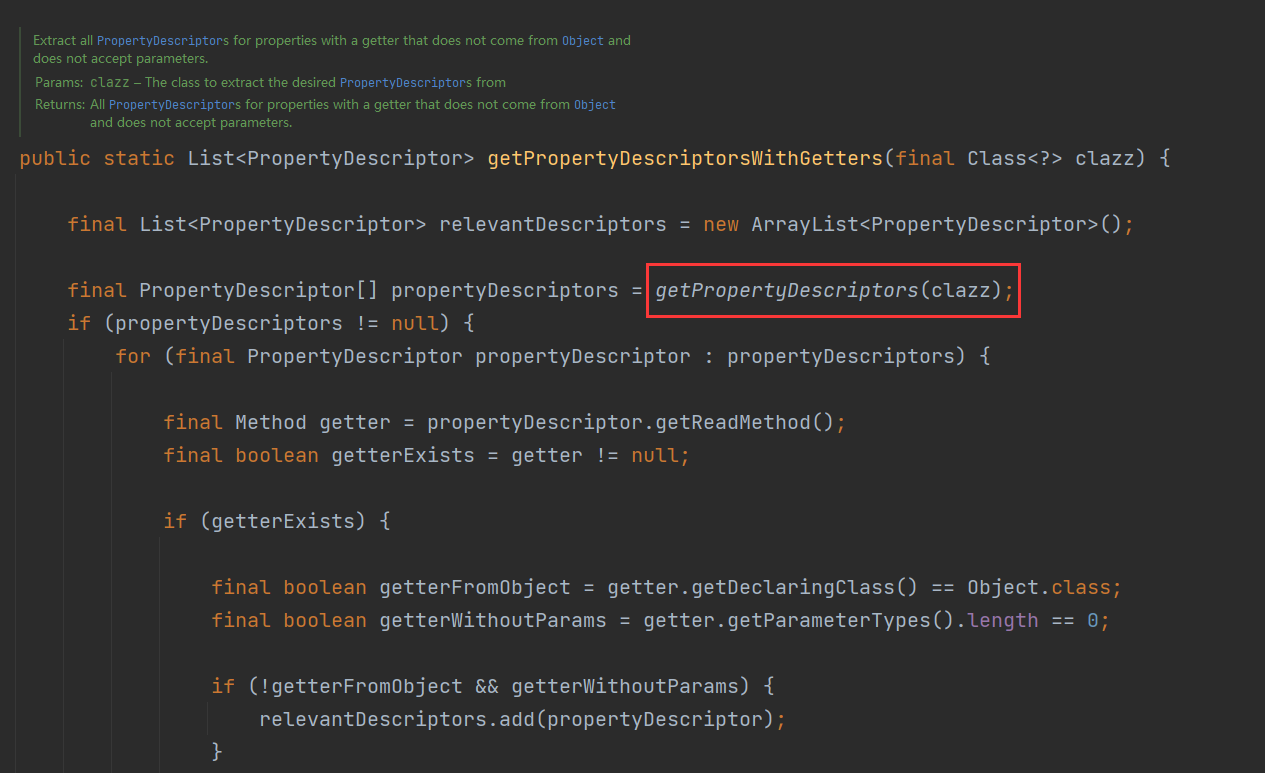 Extract all PropertyDescriptors for properties with a getter that does not come from Object and
does not accept parameters.
Params: clazz – The class to extract the desired PropertyDescriptors from
Returns: All PropertyDescriptors for properties with a getter that does not come from Object
and does not accept parameters.
public static List<PropertyDescriptor> getPropertyDescriptorsWithGetters(final Class<?> clazz) {
final List<PropertyDescriptor> relevantDescriptors = new ArrayList<PropertyDescriptor>();
final PropertyDescriptor[] propertyDescriptors = getPropertyDescriptors(clazz);
if (propertyDescriptors != null) {
for (final PropertyDescriptor propertyDescriptor : propertyDescriptors) {
final Method getter = propertyDescriptor.getReadMethod();
final boolean getterExists = getter != null;
if (getterExists) {
final boolean getterFromObject = getter.getDeclaringClass() == Object.class;
final boolean getterWithoutParams = getter.getParameterTypes().length == 0;
if (!getterFromObject && getterWithoutParams) {
relevantDescriptors.add(propertyDescriptor);
}